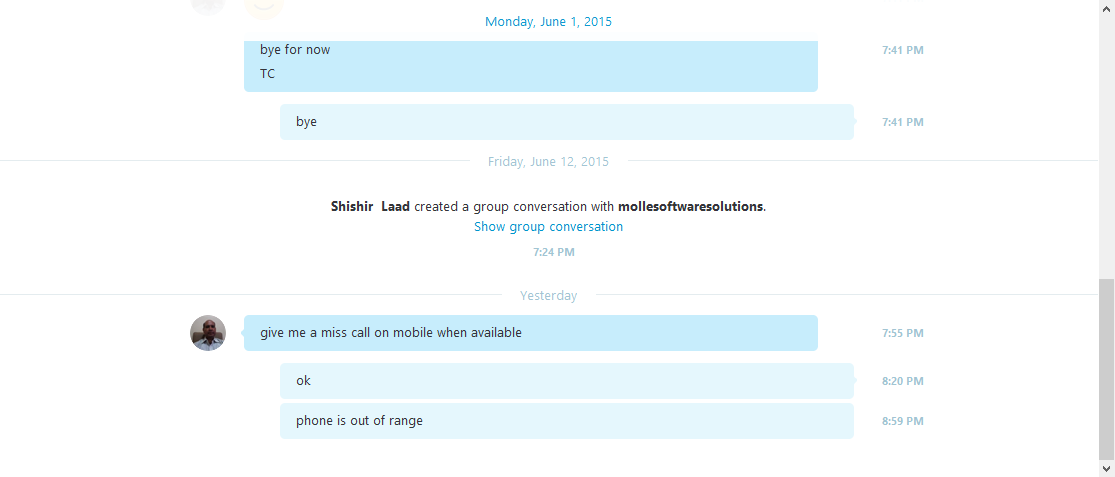 Monday, June 1, 2015
bye for now 7:41 PM
TC
bye 7:41 PM
Friday, June 12, 2015
Shishir Laad created a group conversation with mollesoftwaresolutions.
Show group conversation
7:24 PM
Yesterday
give me a miss call on mobile when available 7:55 PM
ok 8:20 PM
phone is out of range 8:59 PM